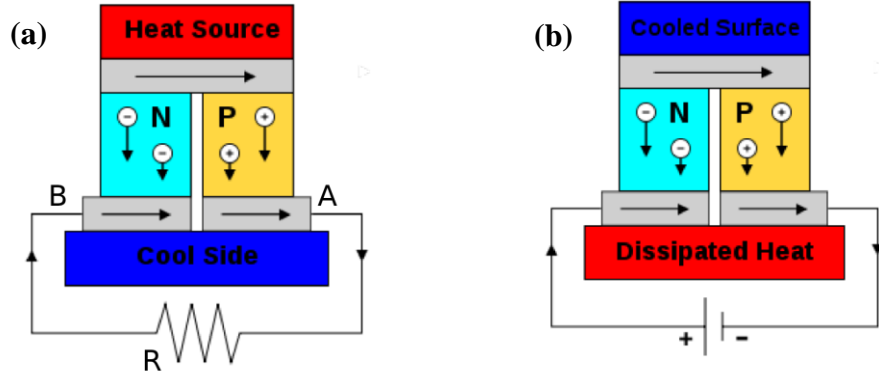 (a)
Heat Source
N
P
−
+
−
+
B
A
Cool Side
R
(b)
Cooled Surface
N
P
−
+
−
+
Dissipated Heat
+
-